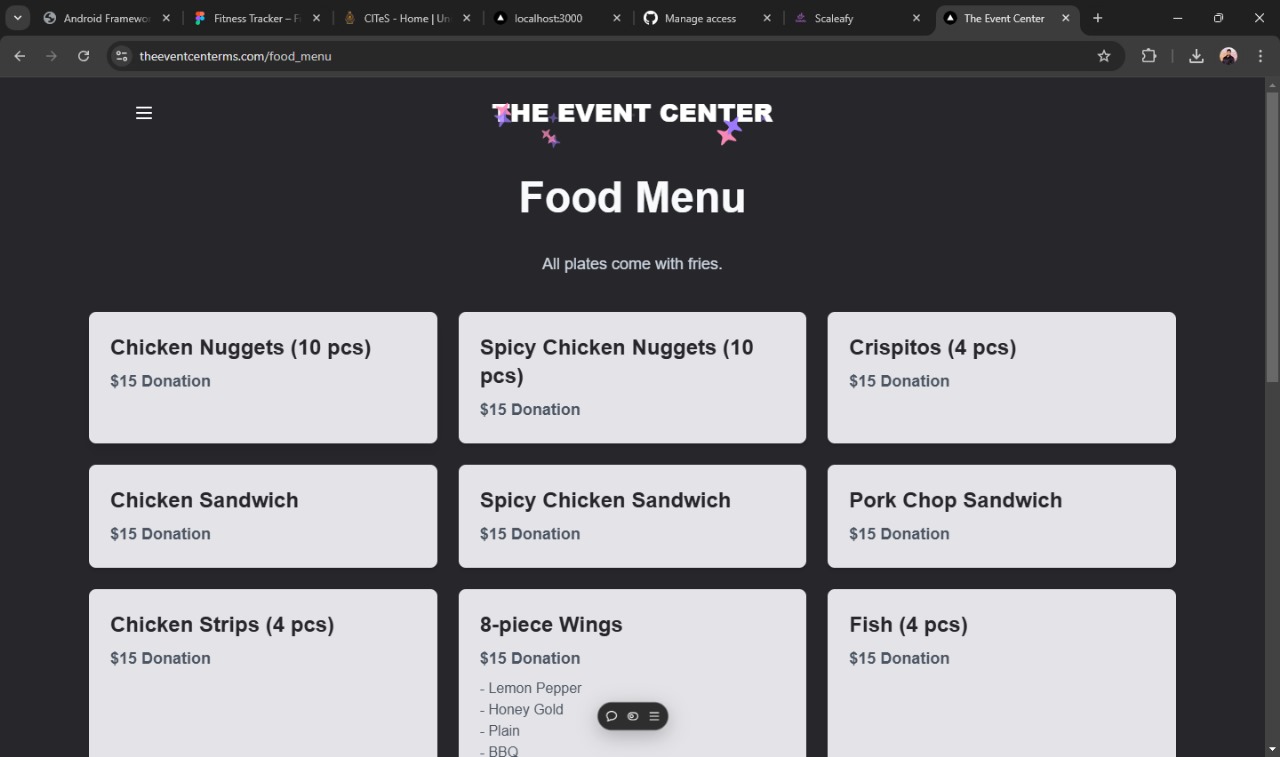 Android Framewo
Fitness Tracker – F
CITeS - Home | Un
localhost:3000
Manage access
Scaleafy
The Event Center
theeventcenterms.com/food_menu
THE EVENT CENTER
Food Menu
All plates come with fries.
Chicken Nuggets (10 pcs)
$15 Donation
Spicy Chicken Nuggets (10
pcs)
$15 Donation
Crispitos (4 pcs)
$15 Donation
Chicken Sandwich
$15 Donation
Spicy Chicken Sandwich
$15 Donation
Pork Chop Sandwich
$15 Donation
Chicken Strips (4 pcs)
$15 Donation
8-piece Wings
$15 Donation
- Lemon Pepper
- Honey Gold
- Plain
- BBQ
Fish (4 pcs)
$15 Donation